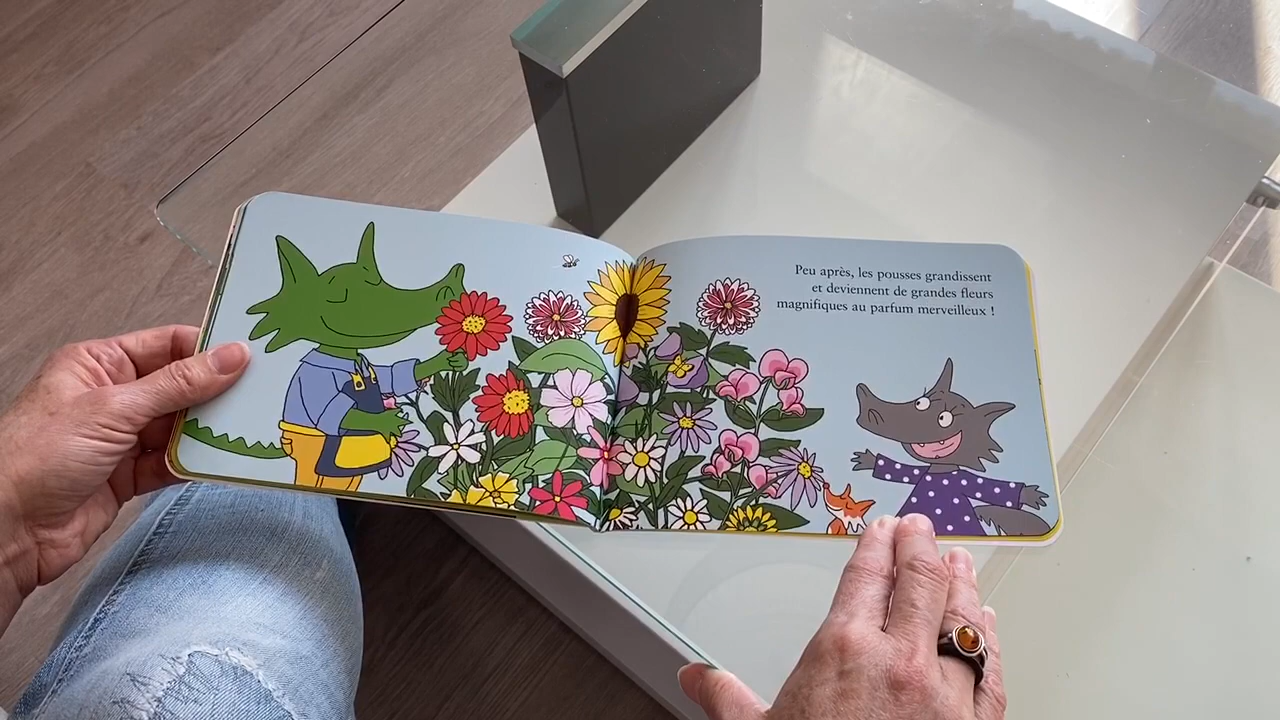 Peu après, les pousses grandissent
et deviennent de grandes fleurs
magnifiques au parfum merveilleux !